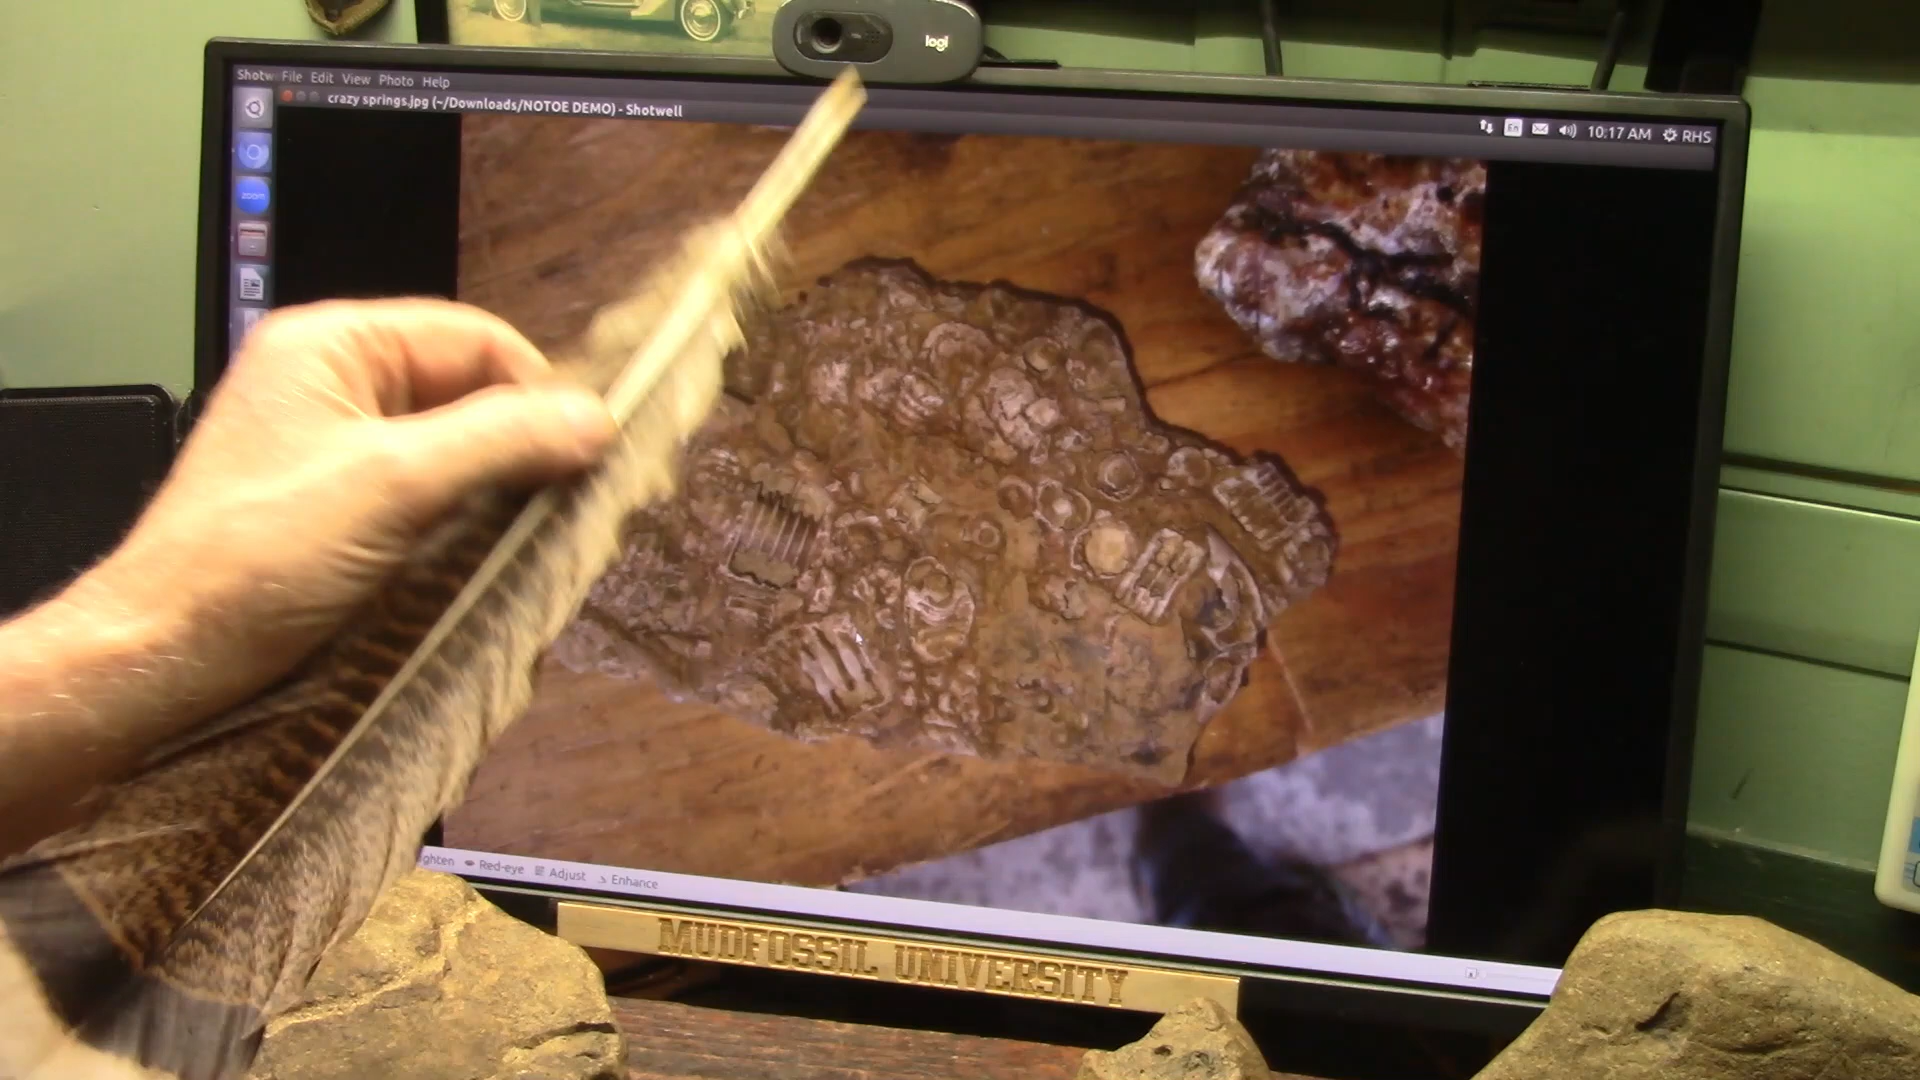 logi
Shotw File Edit View Photo Help
crazy springs.jpg (~/Downloads/NOTOE DEMO) - Shotwell
En 10:17 AM RHS
zoom
Red-eye Adjust Enhance
MUDFOSSIL UNIVERSITY